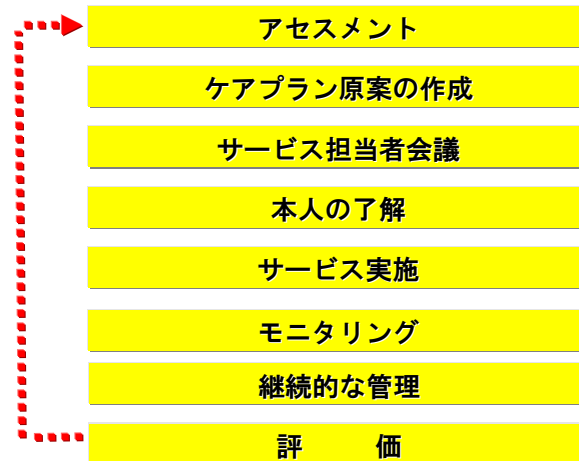 アセスメント
ケアプラン原案の作成
サービス担当者会議
本人の了解
サービス実施
モニタリング
継続的な管理
評　　価